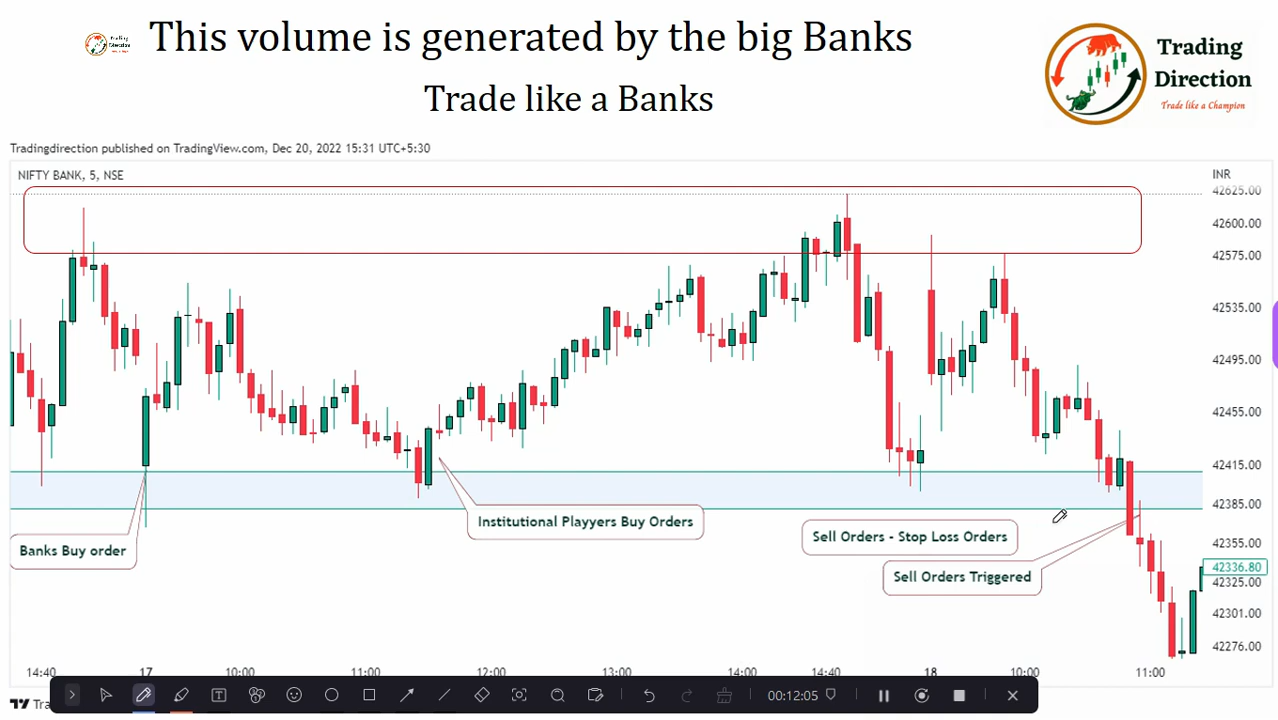 This volume is generated by the big Banks
Trading
Direction
Trade like a Banks
Trading
Direction
Trade like a Champion
Tradingdirection published on TradingView.com, Dec 20, 2022 15:31 UTC+5:30
NIFTY BANK, 5, NSE
INR
42625.00
42600.00
42575.00
42535.00
42495.00
42455.00
42415.00
42385.00
42355.00
42336.80
42325.00
42301.00
42276.00
Institutional Playyers Buy Orders
Banks Buy order
Sell Orders - Stop Loss Orders
Sell Orders Triggered
14:40 17 10:00 11:00 12:00 13:00 14:00 14:40 18 10:00 11:00
Tra
00:12:05